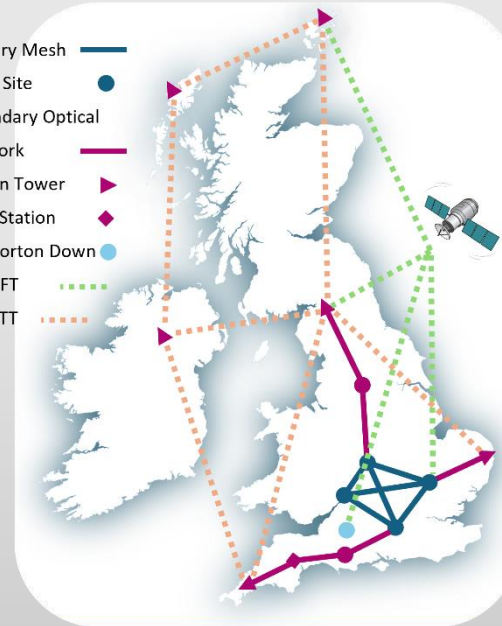 ry Mesh
Site
dary Optical
ork
n Tower
Station
orton Down
FT
TT